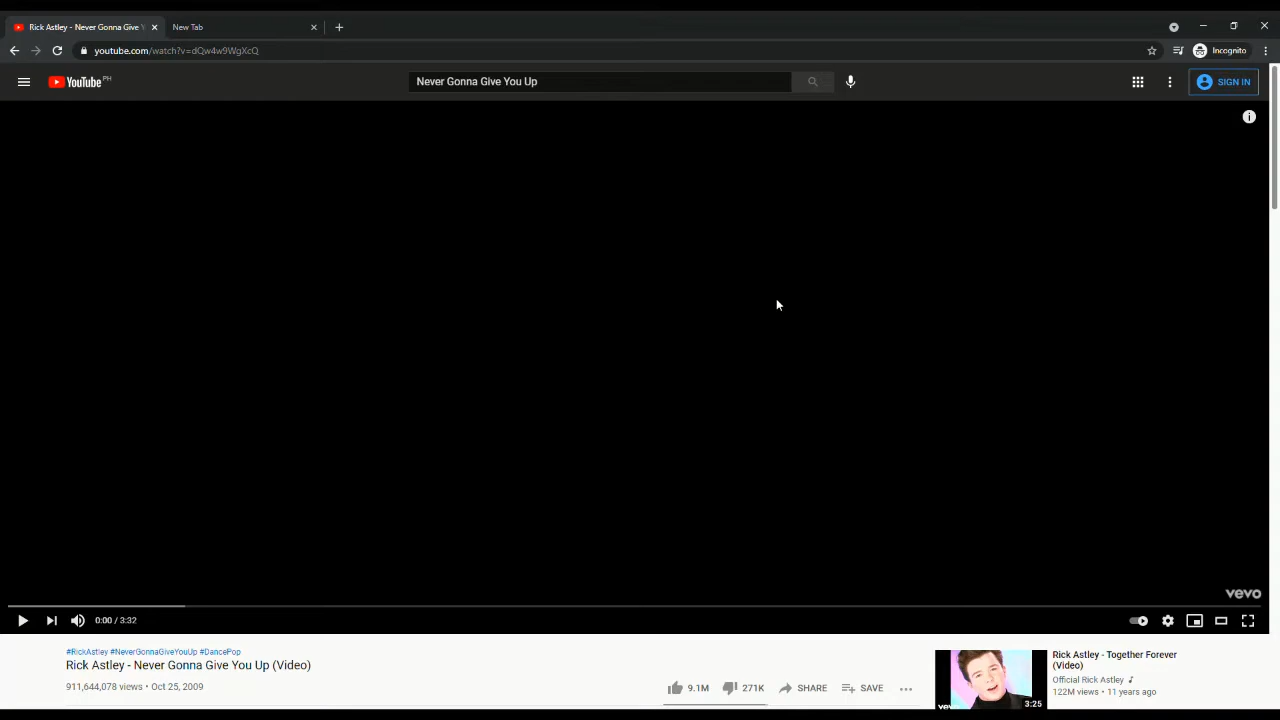 Rick Astley - Never Gonna Give Y
New Tab
youtube.com/watch?v=dQw4w9WgXcQ
Incognito
YouTube PH
Never Gonna Give You Up
SIGN IN
vevo
0:00 / 3:32
#RickAstley #NeverGonnaGiveYouUp #DancePop
Rick Astley - Never Gonna Give You Up (Video)
911,644,078 views • Oct 25, 2009
9.1M
271K
SHARE
SAVE
Rick Astley - Together Forever
(Video)
Official Rick Astley
122M views • 11 years ago
vevo
3:25